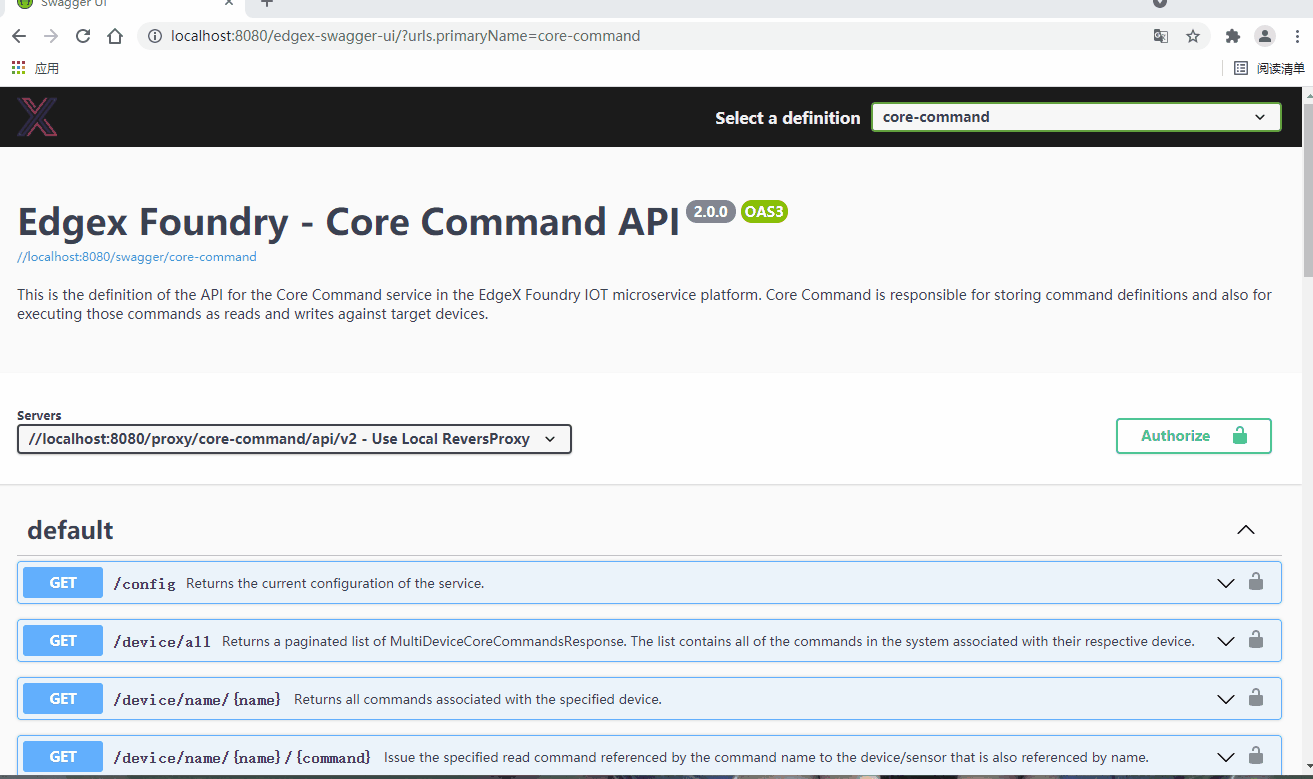 Swagger UI
localhost:8080/edgex-swagger-ui/?urls.primaryName=core-command
应用
阅读清单
Select a definition
core-command
Edgex Foundry - Core Command API 2.0.0 OAS3
//localhost:8080/swagger/core-command
This is the definition of the API for the Core Command service in the EdgeX Foundry IOT microservice platform. Core Command is responsible for storing command definitions and also for
executing those commands as reads and writes against target devices.
Servers
//localhost:8080/proxy/core-command/api/v2 - Use Local ReversProxy
Authorize
default
GET /config Returns the current configuration of the service.
GET /device/all Returns a paginated list of MultiDeviceCoreCommandsResponse. The list contains all of the commands in the system associated with their respective device.
GET /device/name/{name} Returns all commands associated with the specified device.
GET /device/name/{name}/{command} Issue the specified read command referenced by the command name to the device/sensor that is also referenced by name.